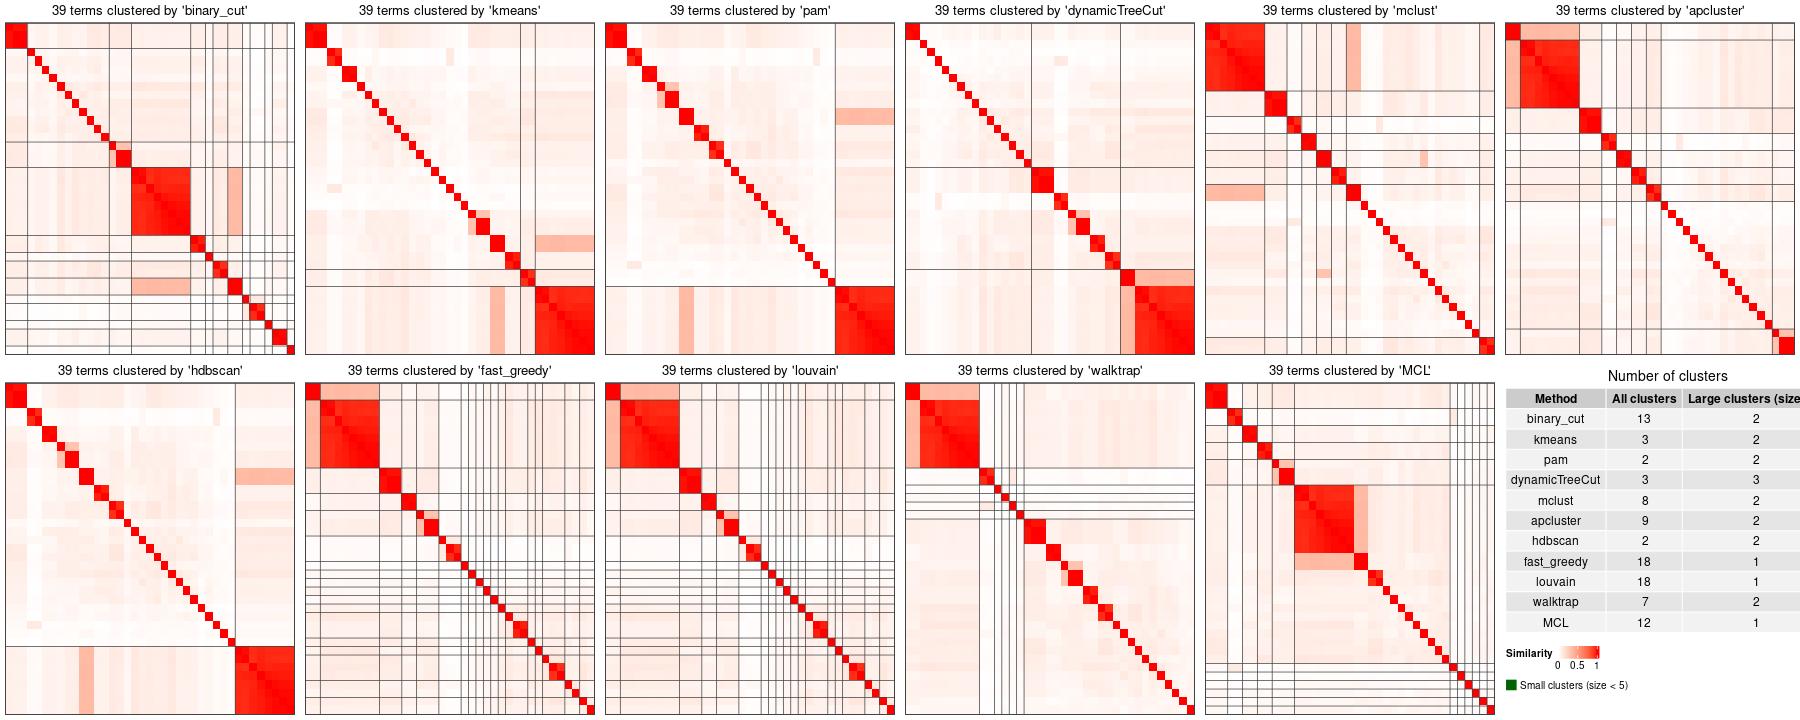 39 terms clustered by 'binary_cut'
39 terms clustered by 'kmeans'
39 terms clustered by 'pam'
39 terms clustered by 'dynamicTreeCut'
39 terms clustered by 'mclust'
39 terms clustered by 'apcluster'
39 terms clustered by 'hdbscan'
39 terms clustered by 'fast_greedy'
39 terms clustered by 'louvain'
39 terms clustered by 'walktrap'
39 terms clustered by 'MCL'
Number of clusters
Method All clusters Large clusters (size
binary_cut 13 2
kmeans 3 2
pam 2 2
dynamicTreeCut 3 3
mclust 8 2
apcluster 9 2
hdbscan 2 2
fast_greedy 18 1
louvain 18 1
walktrap 7 2
MCL 12 1
Similarity
0 0.5 1
Small clusters (size < 5)